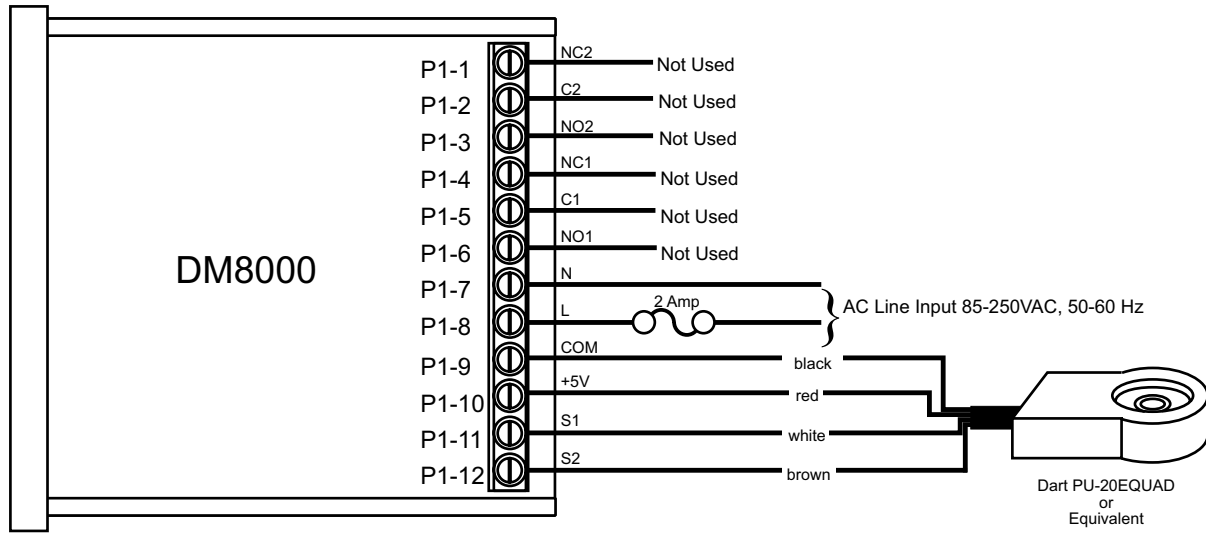 DM8000
P1-1 NC2 Not Used
P1-2 C2 Not Used
P1-3 NO2 Not Used
P1-4 NC1 Not Used
P1-5 C1 Not Used
P1-6 NO1 Not Used
P1-7 N
P1-8 L 2 Amp
AC Line Input 85-250VAC, 50-60 Hz
P1-9 COM black
P1-10 +5V red
P1-11 S1 white
P1-12 S2 brown
Dart PU-20EQUAD
or
Equivalent